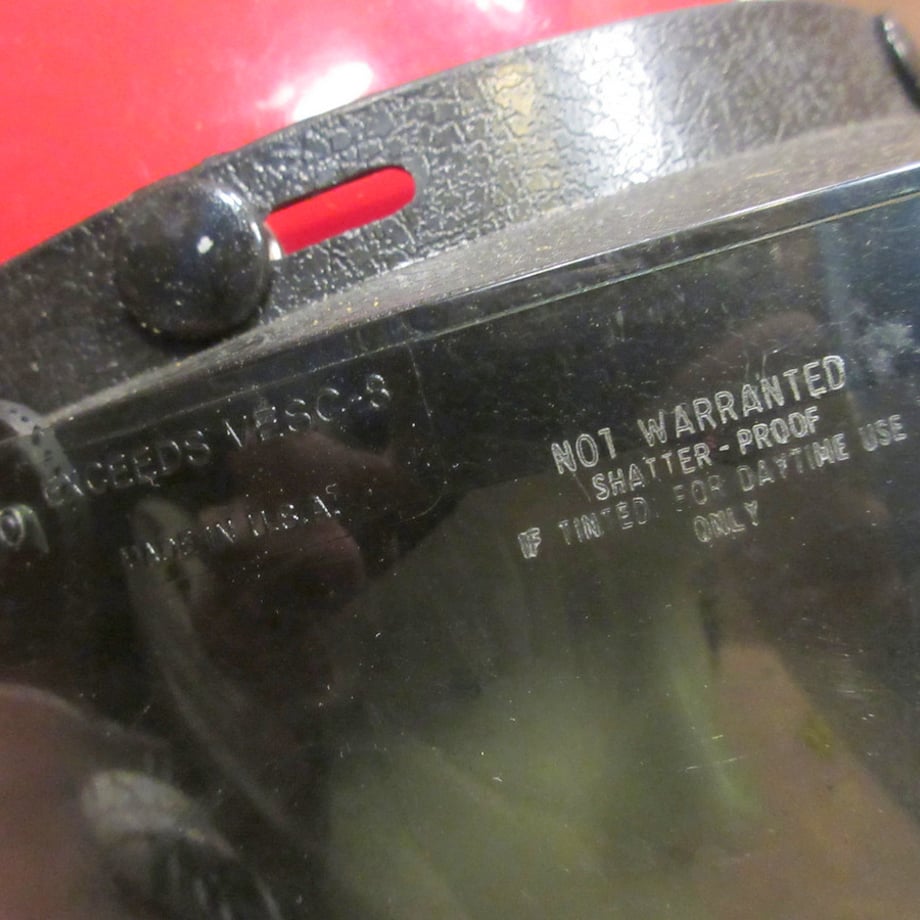 EXCEEDS VESC-8
MADE IN U.S.A.
NOT WARRANTED
SHATTER-PROOF
IF TINTED FOR DAYTIME USE
ONLY